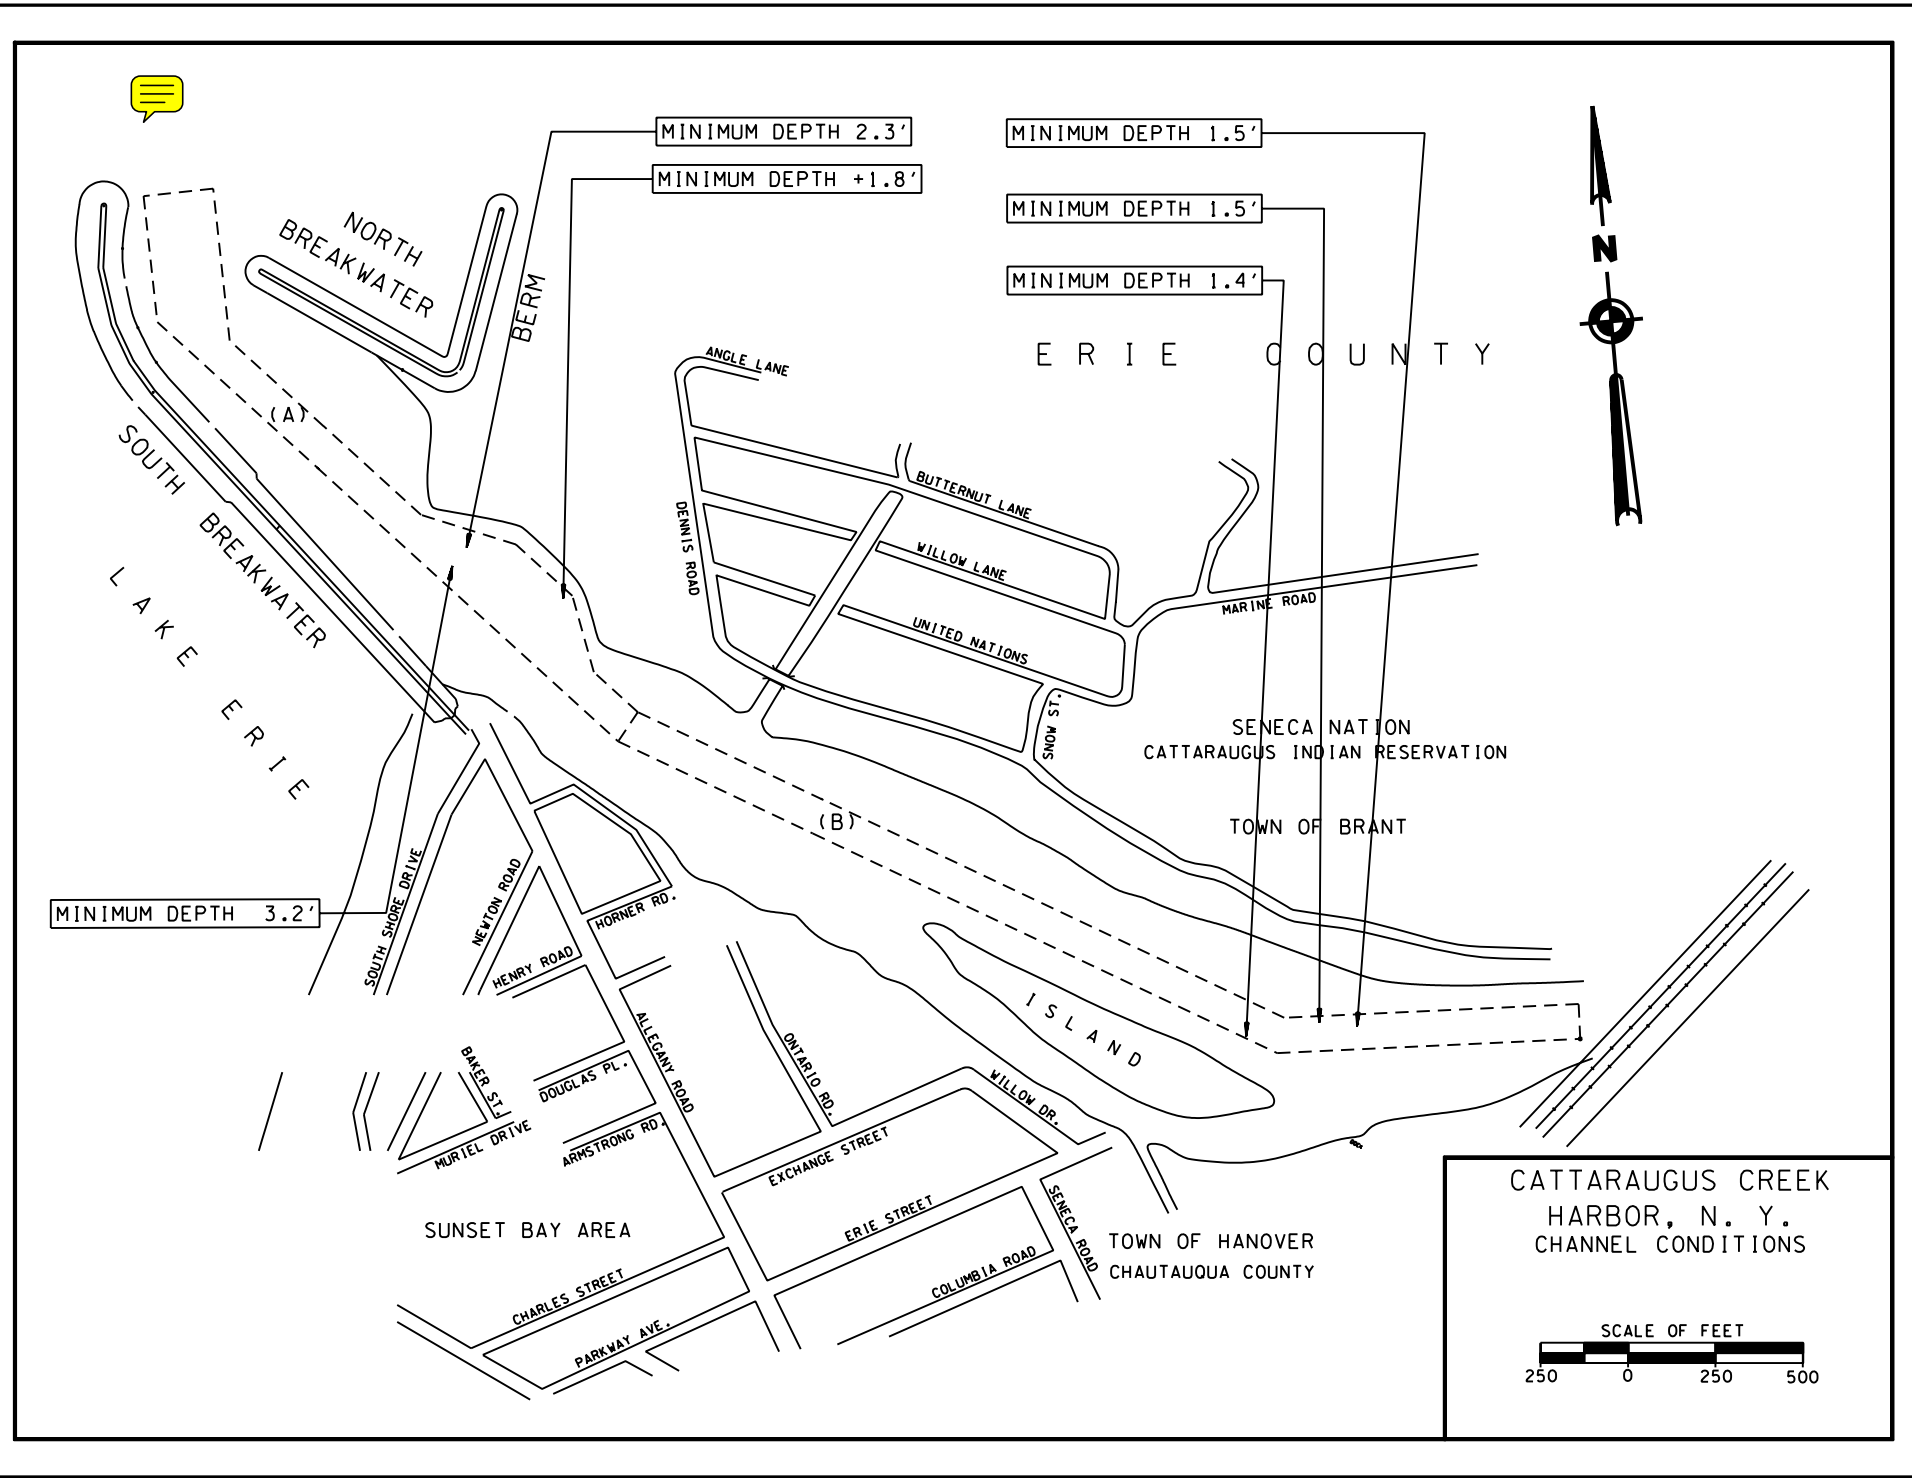 MINIMUM DEPTH 2.3'
MINIMUM DEPTH +1.8'
MINIMUM DEPTH 1.5'
MINIMUM DEPTH 1.5'
MINIMUM DEPTH 1.4'
N
NORTH
BREAKWATER
BERM
ERIE COUNTY
ANGLE LANE
(A)
SOUTH BREAKWATER
LAKE ERIE
DENNIS ROAD
BUTTERNUT LANE
WILLOW LANE
UNITED NATIONS
MARINE ROAD
SNOW ST.
SENECA NATION
CATTARAUGUS INDIAN RESERVATION
TOWN OF BRANT
(B)
MINIMUM DEPTH 3.2'
SOUTH SHORE DRIVE
NEWTON ROAD
HORNER RD.
HENRY ROAD
ISLAND
ALLEGANY ROAD
ONTARIO RD.
BAKER ST.
DOUGLAS PL.
WILLOW DR.
MURIEL DRIVE
ARMSTRONG RD.
EXCHANGE STREET
SUNSET BAY AREA
ERIE STREET
SENECA ROAD
TOWN OF HANOVER
CHAUTAUQUA COUNTY
COLUMBIA ROAD
CHARLES STREET
PARKWAY AVE.
CATTARAUGUS CREEK
HARBOR, N. Y.
CHANNEL CONDITIONS
SCALE OF FEET
250 0 250 500